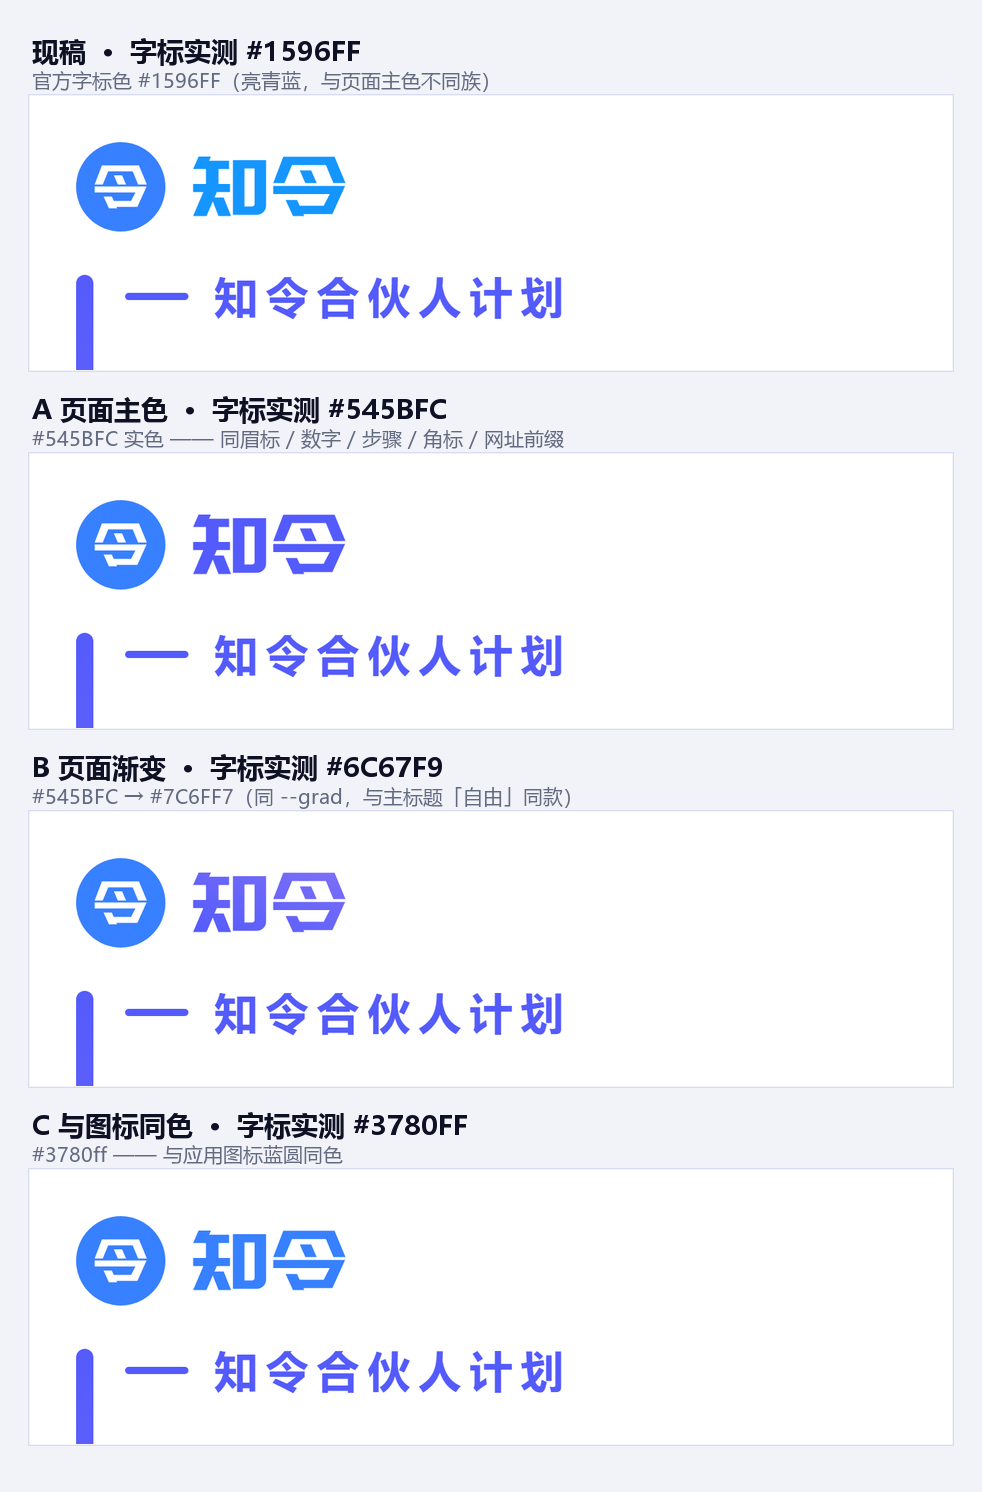 现稿 • 字标实测 #1596FF
官方字标色 #1596FF（亮青蓝，与页面主色不同族）
知令
一 知令合伙人计划
A 页面主色 • 字标实测 #545BFC
#545BFC 实色 —— 同眉标 / 数字 / 步骤 / 角标 / 网址前缀
知令
一 知令合伙人计划
B 页面渐变 • 字标实测 #6C67F9
#545BFC → #7C6FF7（同 --grad，与主标题「自由」同款）
知令
一 知令合伙人计划
C 与图标同色 • 字标实测 #3780FF
#3780ff —— 与应用图标蓝圆同色
知令
一 知令合伙人计划